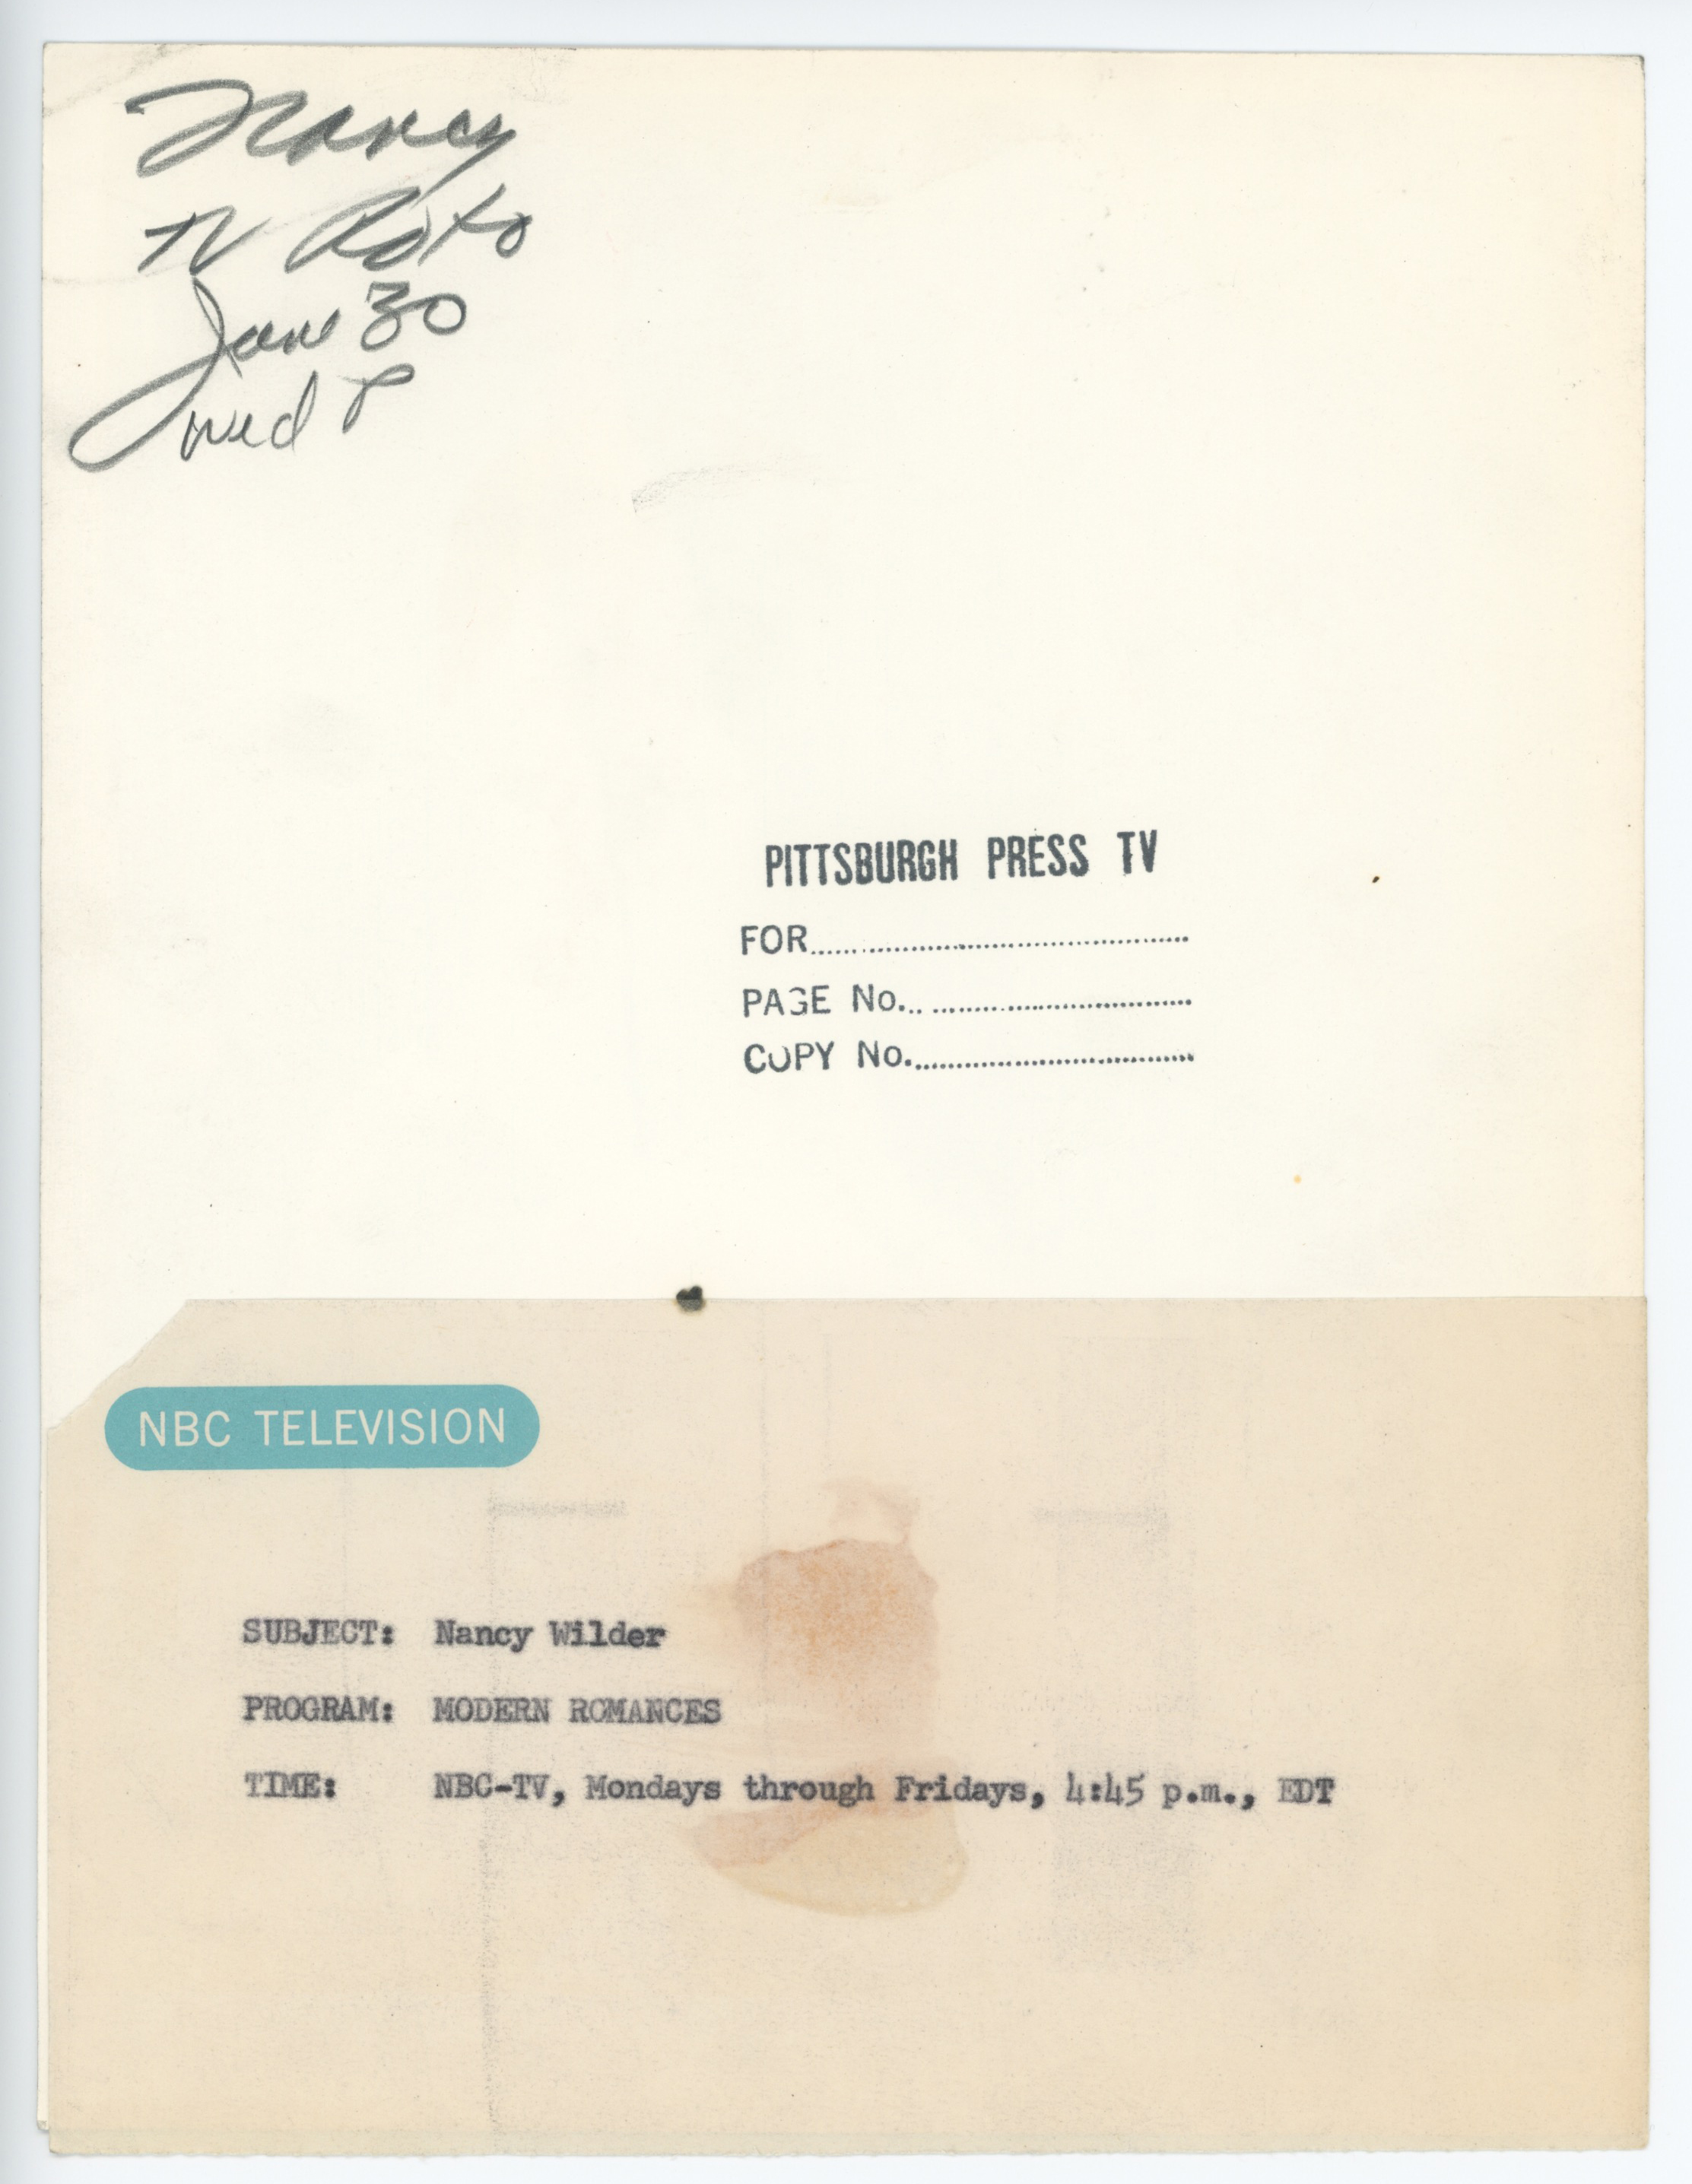 Nancy
TV Roto
June 30
Wed P
PITTSBURGH PRESS TV
FOR..............................
PAGE No..............................
COPY No..............................
NBC TELEVISION
SUBJECT: Nancy Wilder
PROGRAM: MODERN ROMANCES
TIME: NBC-TV, Mondays through Fridays, 4:45 p.m., EDT